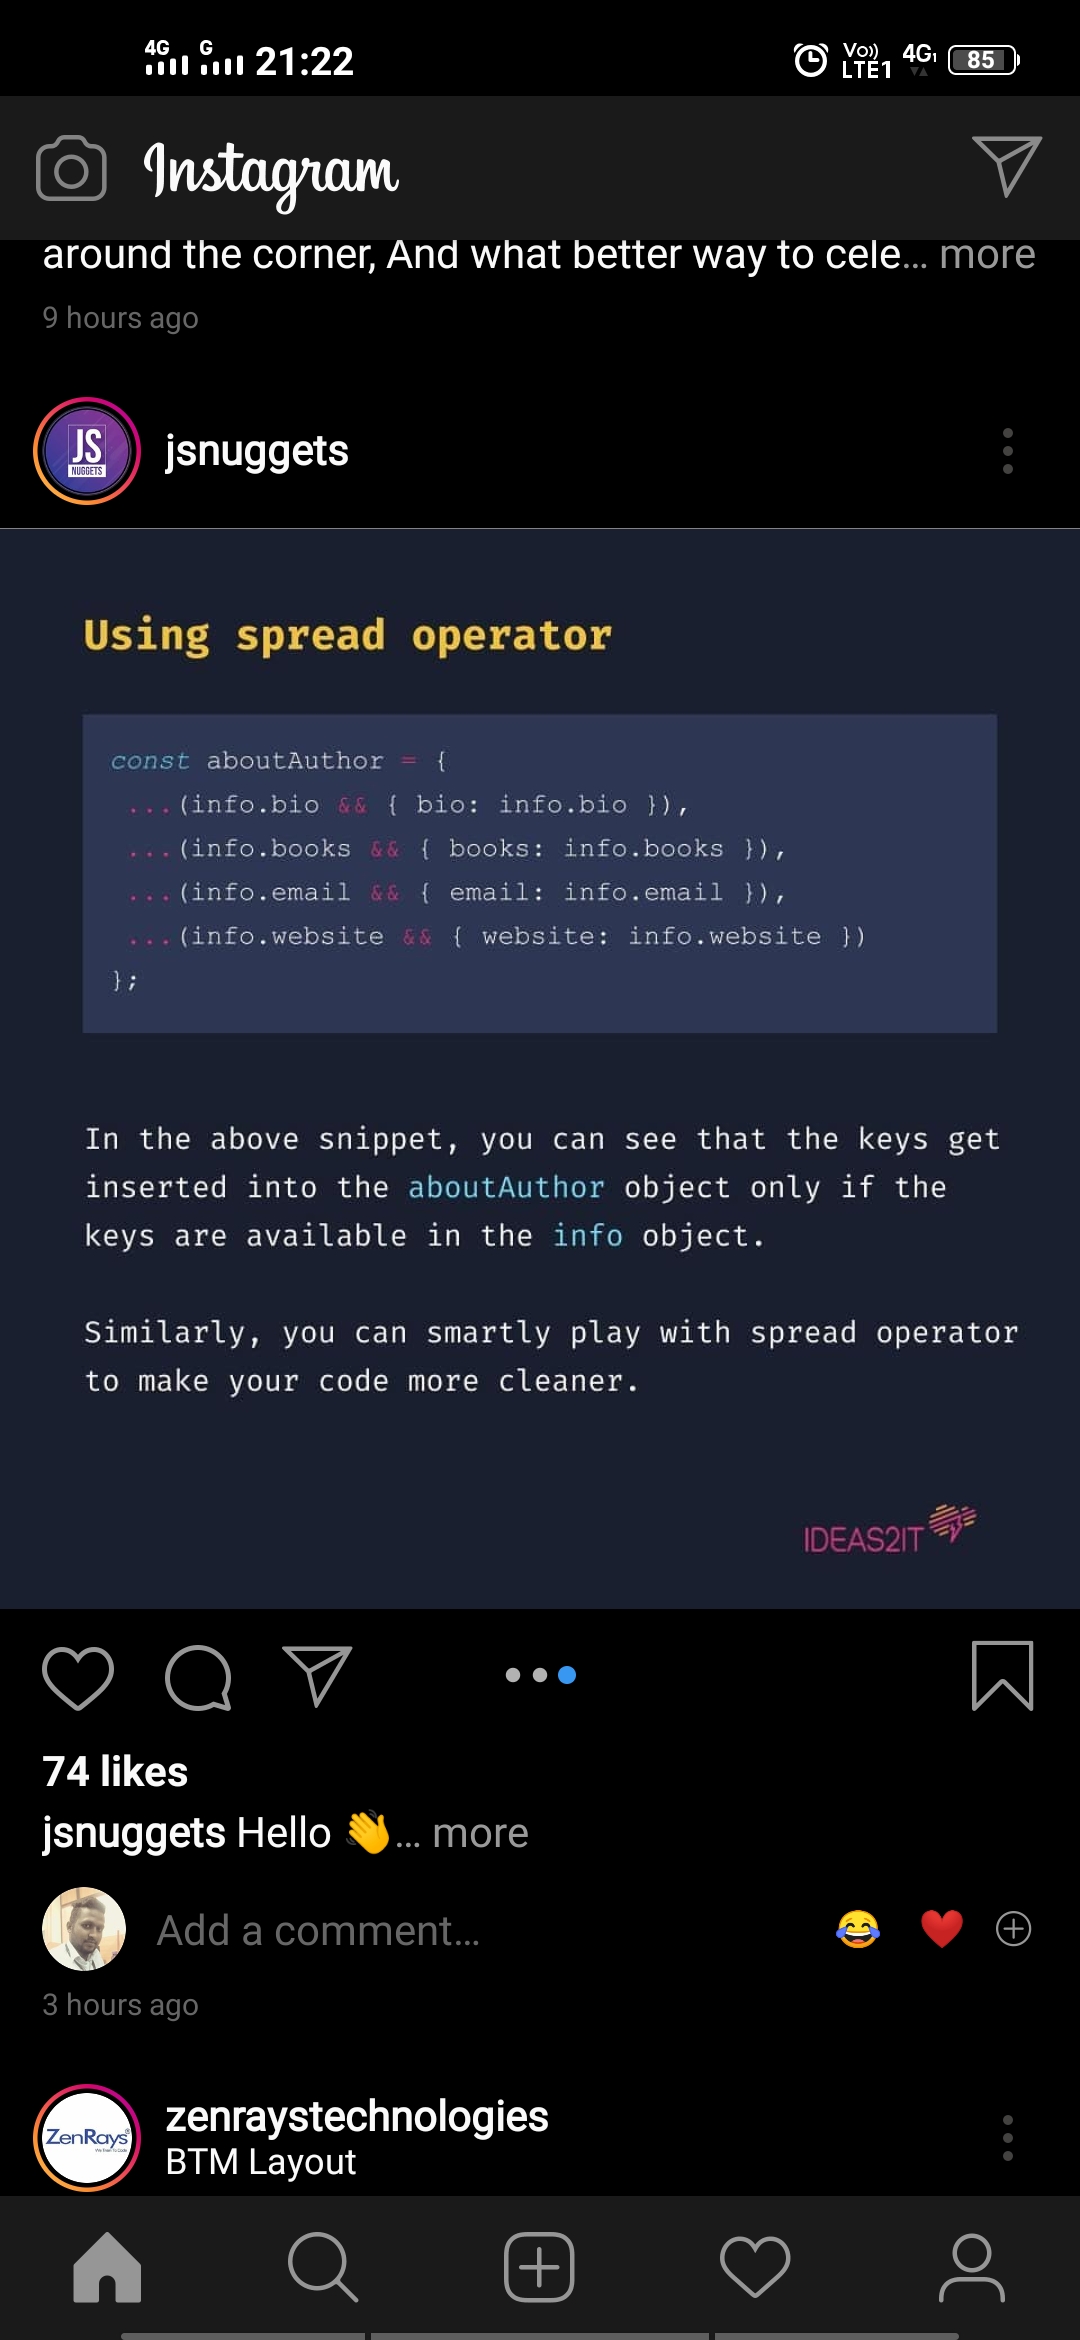 4G G 21:22 Vo)) LTE1 4G1 85
Instagram
around the corner, And what better way to cele... more
9 hours ago
JS
NUGGETS
jsnuggets
Using spread operator
const aboutAuthor = {
...(info.bio && { bio: info.bio }),
...(info.books && { books: info.books }),
...(info.email && { email: info.email }),
...(info.website && { website: info.website })
};
In the above snippet, you can see that the keys get
inserted into the aboutAuthor object only if the
keys are available in the info object.
Similarly, you can smartly play with spread operator
to make your code more cleaner.
IDEAS2IT
74 likes
jsnuggets Hello 👋... more
Add a comment... 😂 ❤️
3 hours ago
ZenRays
zenraystechnologies
BTM Layout